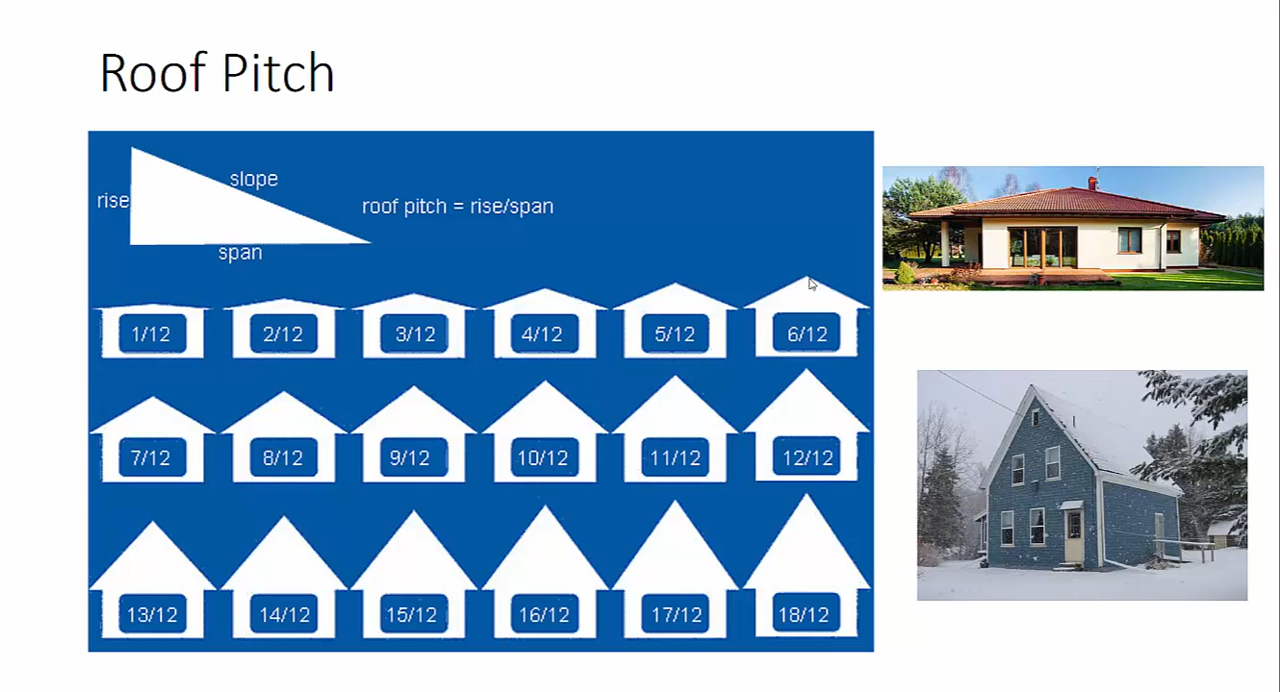 Roof Pitch
slope
rise
roof pitch = rise/span
span
1/12 2/12 3/12 4/12 5/12 6/12
7/12 8/12 9/12 10/12 11/12 12/12
13/12 14/12 15/12 16/12 17/12 18/12